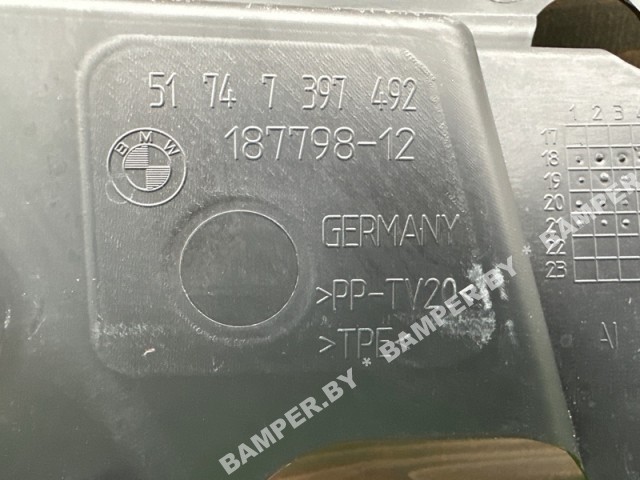 51 74 7 397 492
BMW
187798-12
GERMANY
>PP-TV20
>TPE<
1 2 3
17
18
19
20
21
22
23
BAMPER.BY * BAMPER.BY * BAMPER.BY